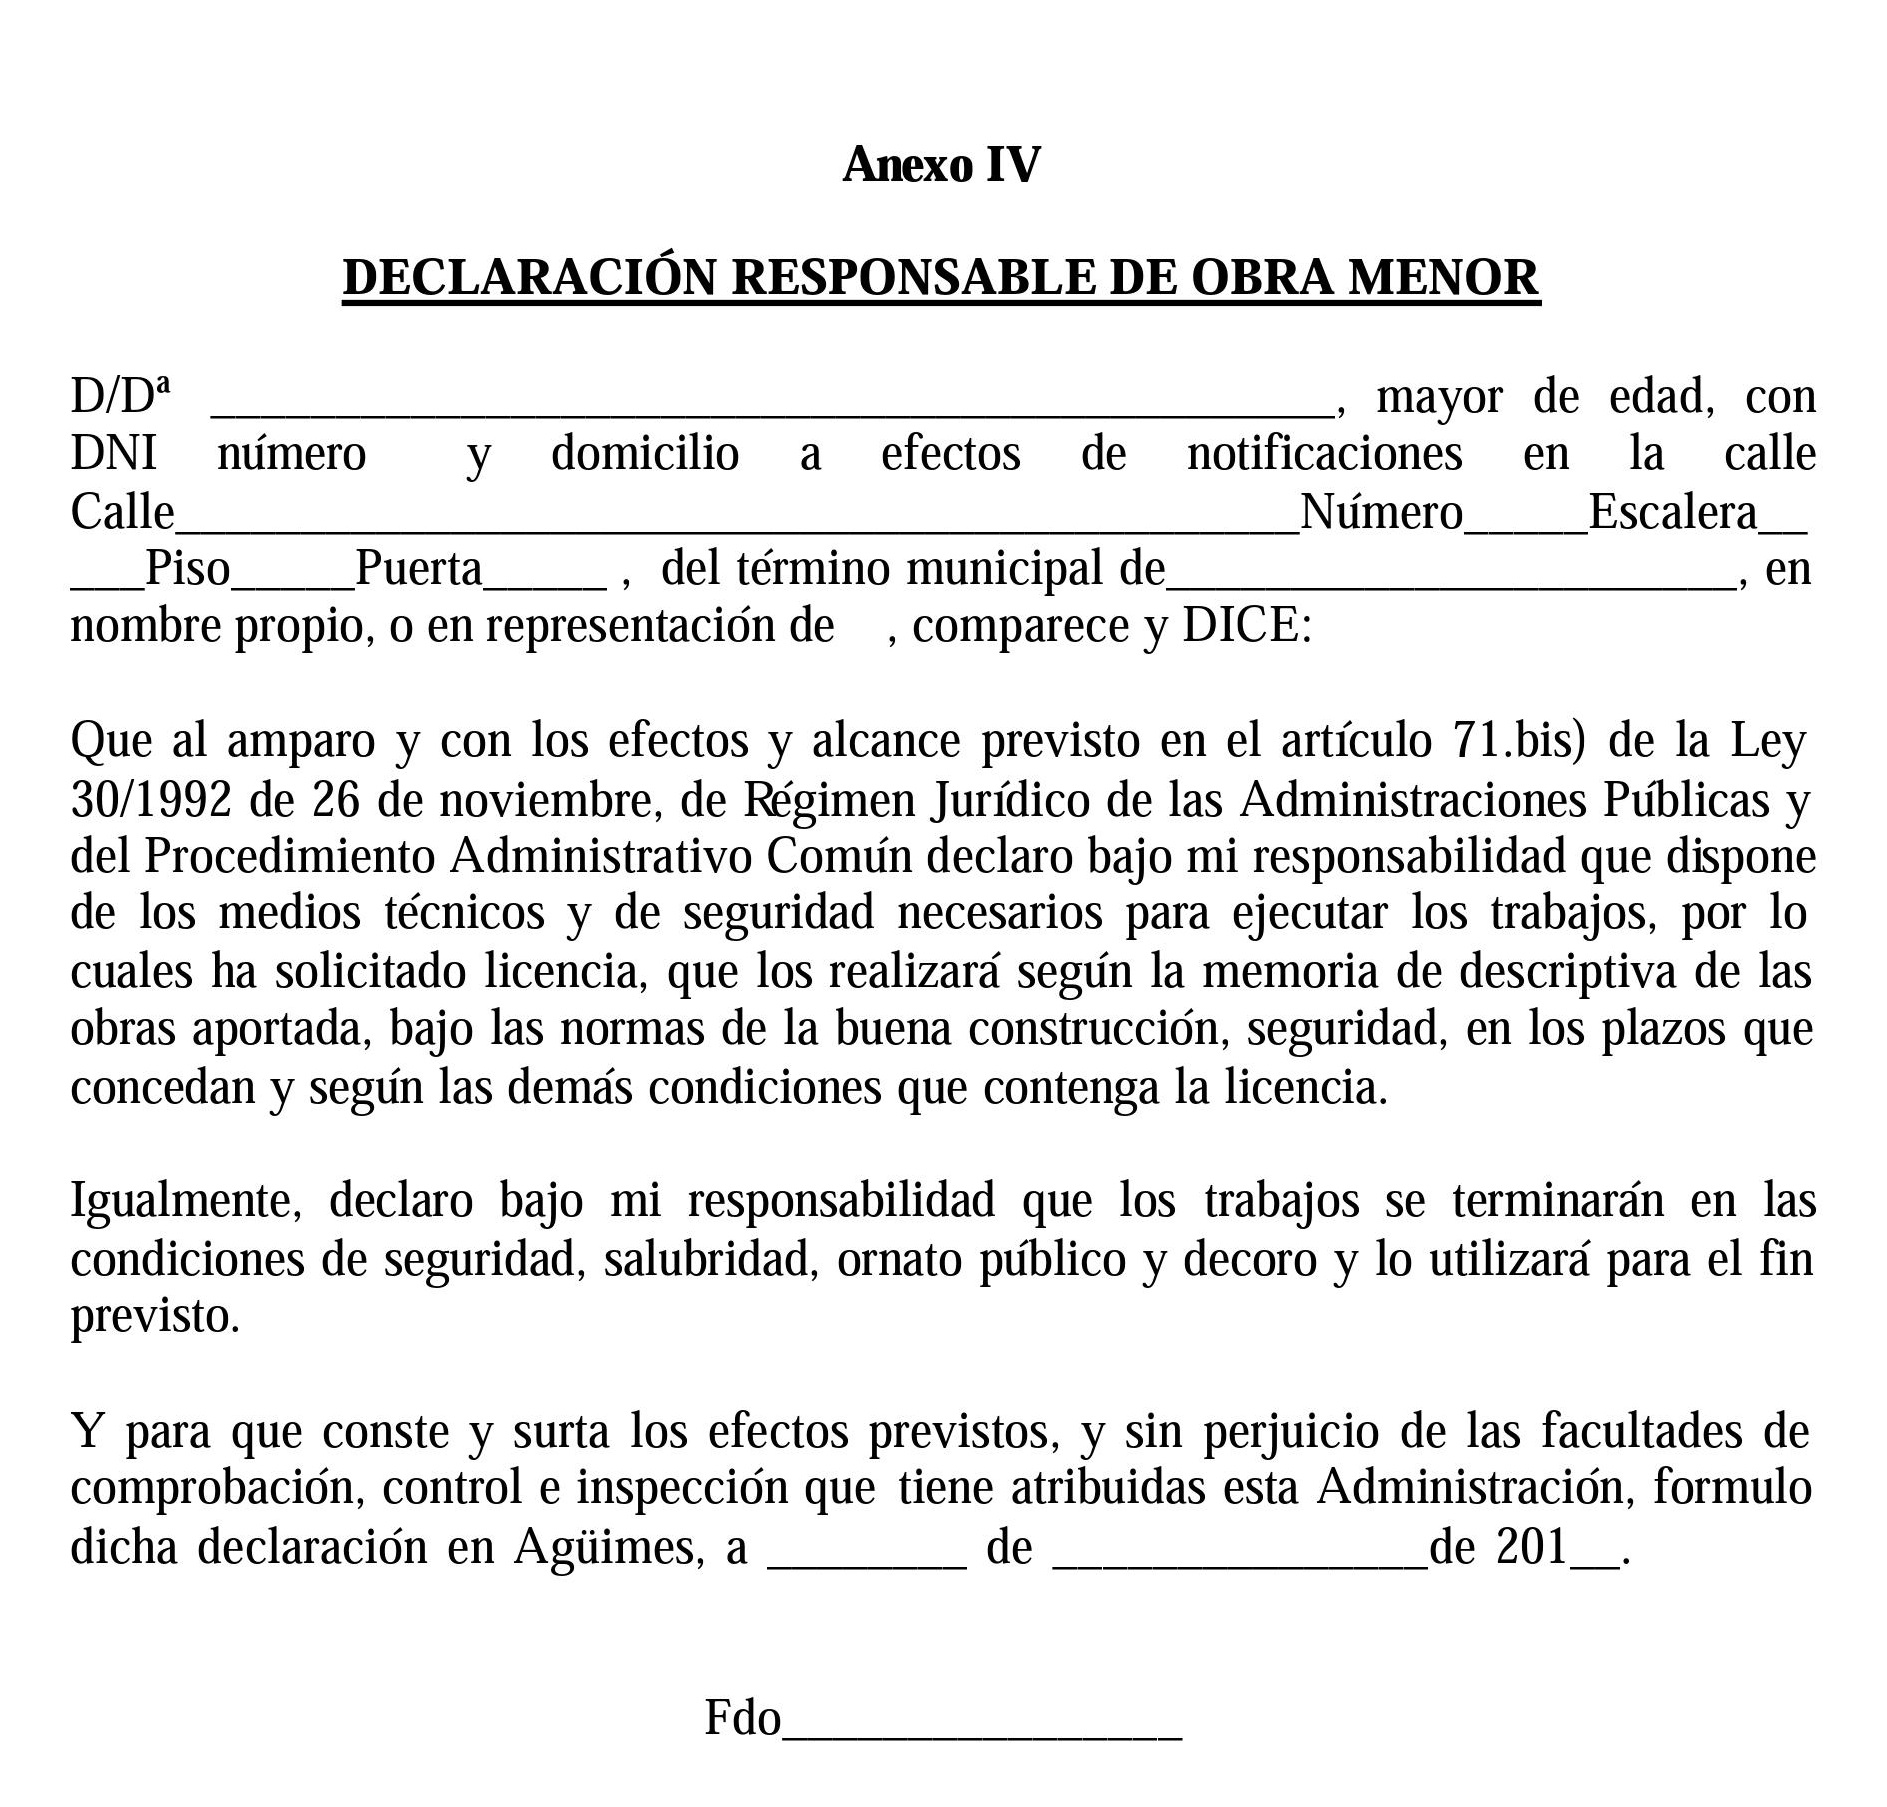 Anexo IV
DECLARACIÓN RESPONSABLE DE OBRA MENOR
D/Dª _____________________________________________, mayor de edad, con
DNI número y domicilio a efectos de notificaciones en la calle
Calle_____________________________________________Número_____Escalera__
___Piso_____Puerta_____ , del término municipal de_______________________, en
nombre propio, o en representación de , comparece y DICE:
Que al amparo y con los efectos y alcance previsto en el artículo 71.bis) de la Ley
30/1992 de 26 de noviembre, de Régimen Jurídico de las Administraciones Públicas y
del Procedimiento Administrativo Común declaro bajo mi responsabilidad que dispone
de los medios técnicos y de seguridad necesarios para ejecutar los trabajos, por lo
cuales ha solicitado licencia, que los realizará según la memoria de descriptiva de las
obras aportada, bajo las normas de la buena construcción, seguridad, en los plazos que
concedan y según las demás condiciones que contenga la licencia.
Igualmente, declaro bajo mi responsabilidad que los trabajos se terminarán en las
condiciones de seguridad, salubridad, ornato público y decoro y lo utilizará para el fin
previsto.
Y para que conste y surta los efectos previstos, y sin perjuicio de las facultades de
comprobación, control e inspección que tiene atribuidas esta Administración, formulo
dicha declaración en Agüimes, a ________ de _______________de 201__.
Fdo________________